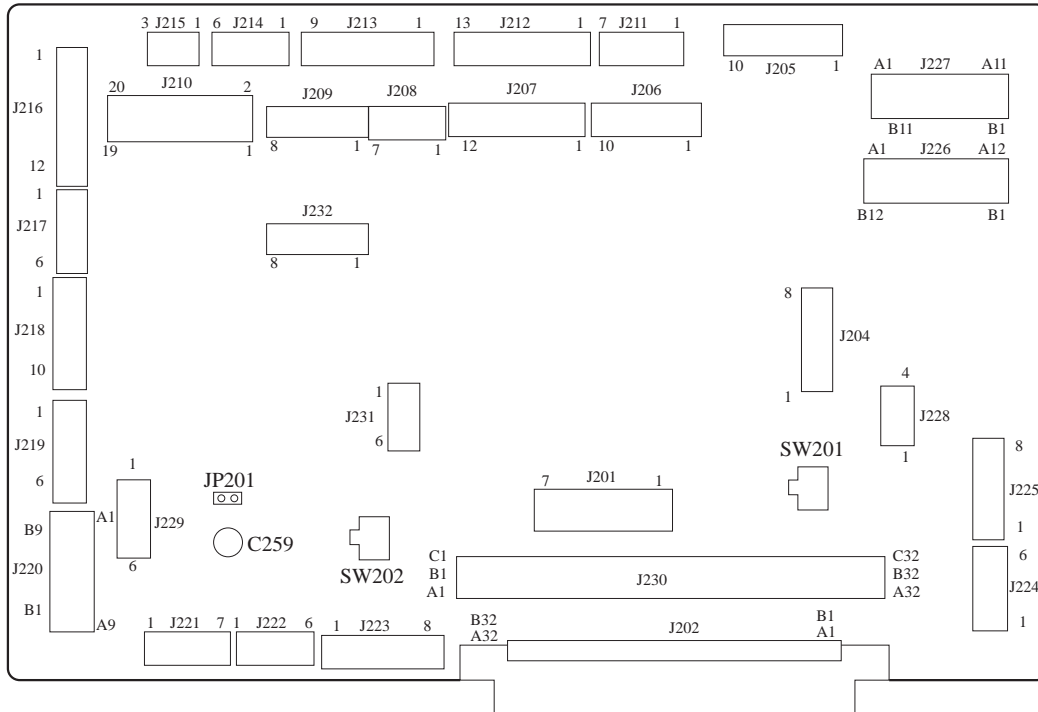 3 J215 1 6 J214 1 9 J213 1 13 J212 1 7 J211 1
10 J205 1
A1 J227 A11
B11 B1
1
J216
12
20 J210 2
19 1
J209
8 1
J208
7 1
J207
12 1
J206
10 1
A1 J226 A12
B12 B1
1
J217
6
J232
8 1
1
J218
10
8
J204
1
1
J231
6
4
J228
1
1
J219
6
SW201
1
J229
6
JP201
C259
SW202
7 J201 1
8
J225
1
B9 A1
J220
B1 A9
C1 C32
B1 J230 B32
A1 A32
6
J224
1
1 J221 7 1 J222 6 1 J223 8
B32 J202 B1
A32 A1